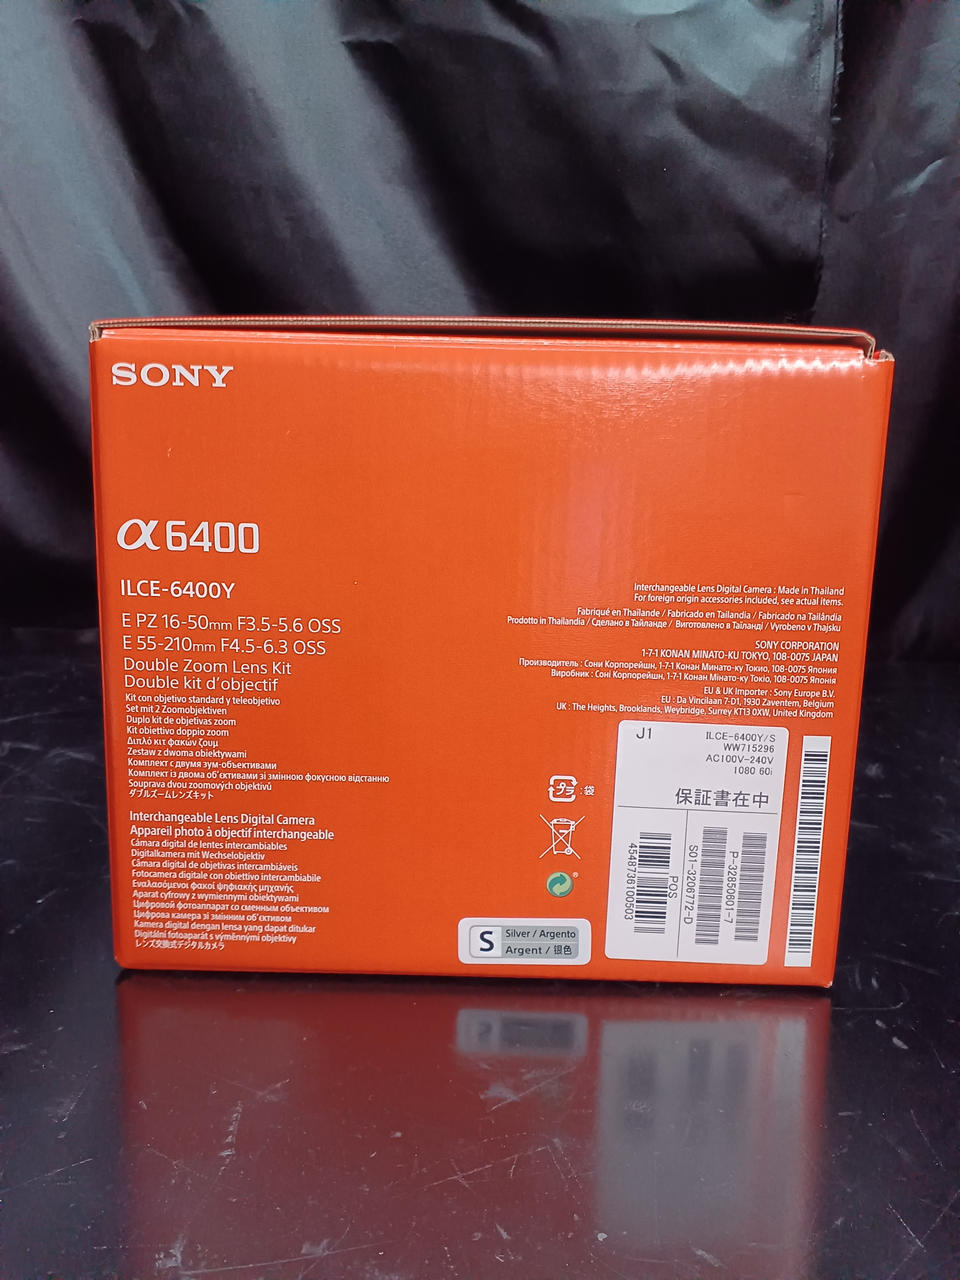 SONY
α6400
ILCE-6400Y
E PZ 16-50mm F3.5-5.6 OSS
E 55-210mm F4.5-6.3 OSS
Double Zoom Lens Kit
Double kit d'objectif
Kit con objetivo standard y teleobjetivo
Set mit 2 Zoomobjektiven
Duplo kit de objetivas zoom
Kit obiettivo doppio zoom
Διπλό κιτ φακών ζουμ
Zestaw z dwoma obiektywami
Комплект с двумя зум-объективами
Комплект із двома об'єктивами зі змінною фокусною відстанню
Souprava dvou zoomových objektivů
ダブルズームレンズキット
Interchangeable Lens Digital Camera
Appareil photo à objectif interchangeable
Cámara digital de lentes intercambiables
Digitalkamera mit Wechselobjektiv
Câmara digital de objetivas intercambiáveis
Fotocamera digitale con obiettivo intercambiabile
Εναλασόμενοι φακοί ψηφιακής μηχανής
Aparat cyfrowy z wymiennymi obiektywami
Цифровой фотоаппарат со сменным объективом
Цифрова камера зі змінним об'єктивом
Kamera digital dengan lensa yang dapat ditukar
Digitální fotoaparát s výměnnými objektivy
レンズ交換式デジタルカメラ
Interchangeable Lens Digital Camera : Made in Thailand
For foreign origin accessories included, see actual items.
Fabriqué en Thaïlande / Fabricado en Tailandia / Fabricado na Tailândia
Prodotto in Thailandia / Сделано в Тайланде / Виготовлено в Таїланді / Vyrobeno v Thajsku
SONY CORPORATION
1-7-1 KONAN MINATO-KU TOKYO, 108-0075 JAPAN
Производитель : Сони Корпорейшн, 1-7-1 Конан Минато-ку Токио, 108-0075 Япония
Виробник : Соні Корпорейшн, 1-7-1 Конан Мінато-ку Токіо, 108-0075 Японія
EU & UK Importer : Sony Europe B.V.
EU : Da Vincilaan 7-D1, 1930 Zaventem, Belgium
UK : The Heights, Brooklands, Weybridge, Surrey KT13 0XW, United Kingdom
プラ : 袋
J1
ILCE-6400Y/S
WW715296
AC100V-240V
1080 60i
保証書在中
4548736100503
POS
S01-3206772-D
P-32850601-7
S
Silver / Argento
Argent / 银色